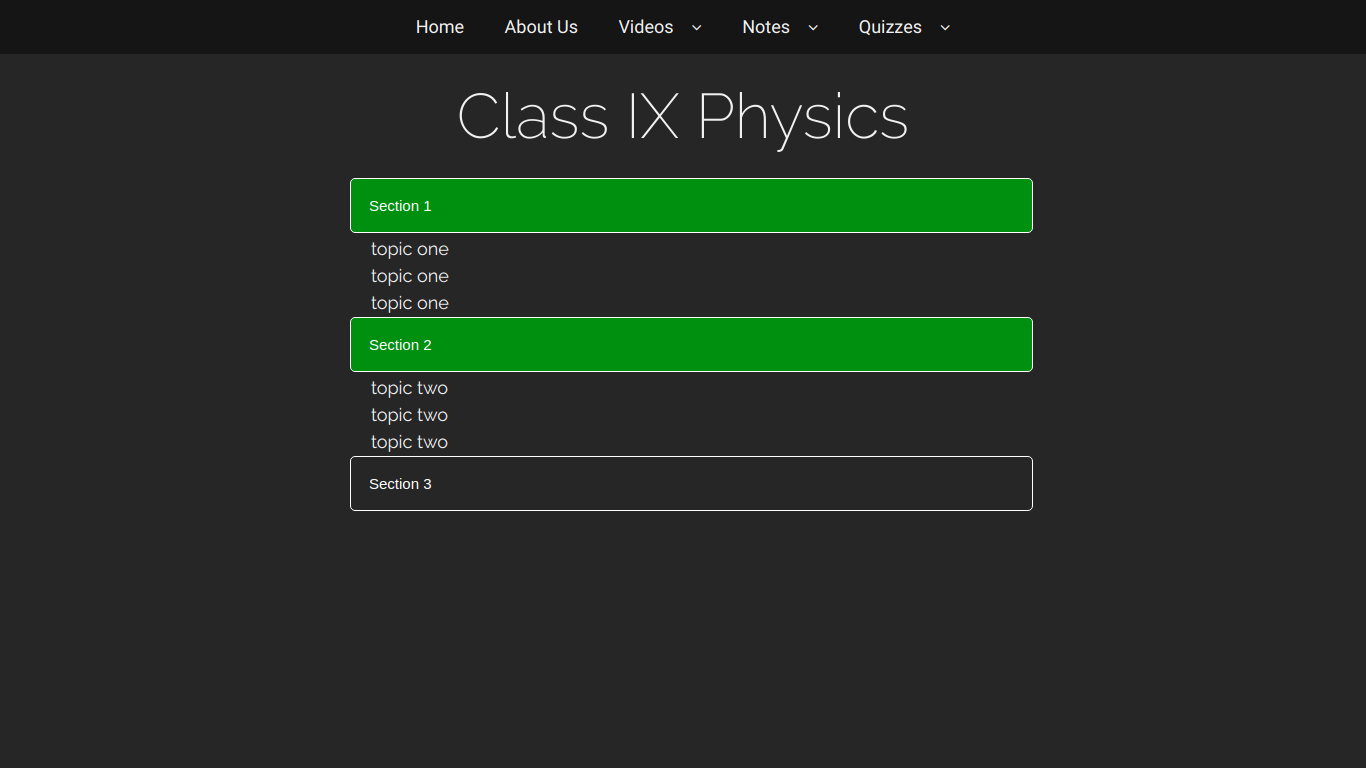 Home About Us Videos Notes Quizzes
Class IX Physics
Section 1
topic one
topic one
topic one
Section 2
topic two
topic two
topic two
Section 3